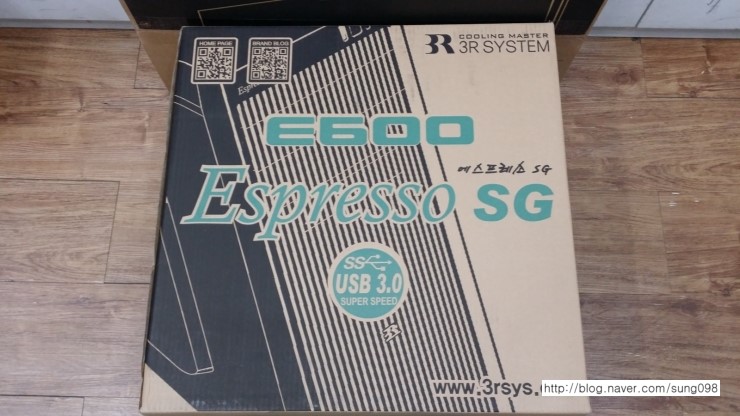 HOME PAGE
BRAND BLOG
COOLING MASTER
3R SYSTEM
E600
에스프레소 SG
Espresso SG
SS
USB 3.0
SUPER SPEED
www.3rsys.
http://blog.naver.com/sung098